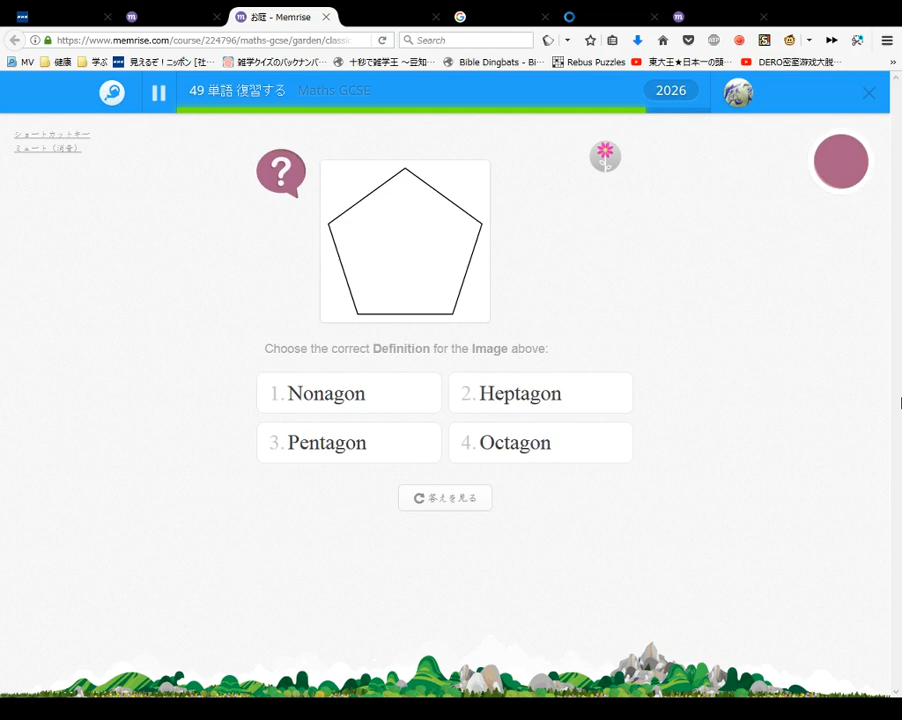 お庭 - Memrise
https://www.memrise.com/course/224796/maths-gcse/garden/classic
Search
MV
健康
学ぶ
見えるぞ！ニッポン [社…
雑学クイズのバックナンバ…
十秒で雑学王 ～豆知…
Bible Dingbats - Bi…
Rebus Puzzles
東大王★日本一の頭…
DERO密室游戏大脱…
49 単語 復習する Maths GCSE
2026
ショートカットキー
ミュート（消音）
?
Choose the correct Definition for the Image above:
1. Nonagon
2. Heptagon
3. Pentagon
4. Octagon
答えを見る